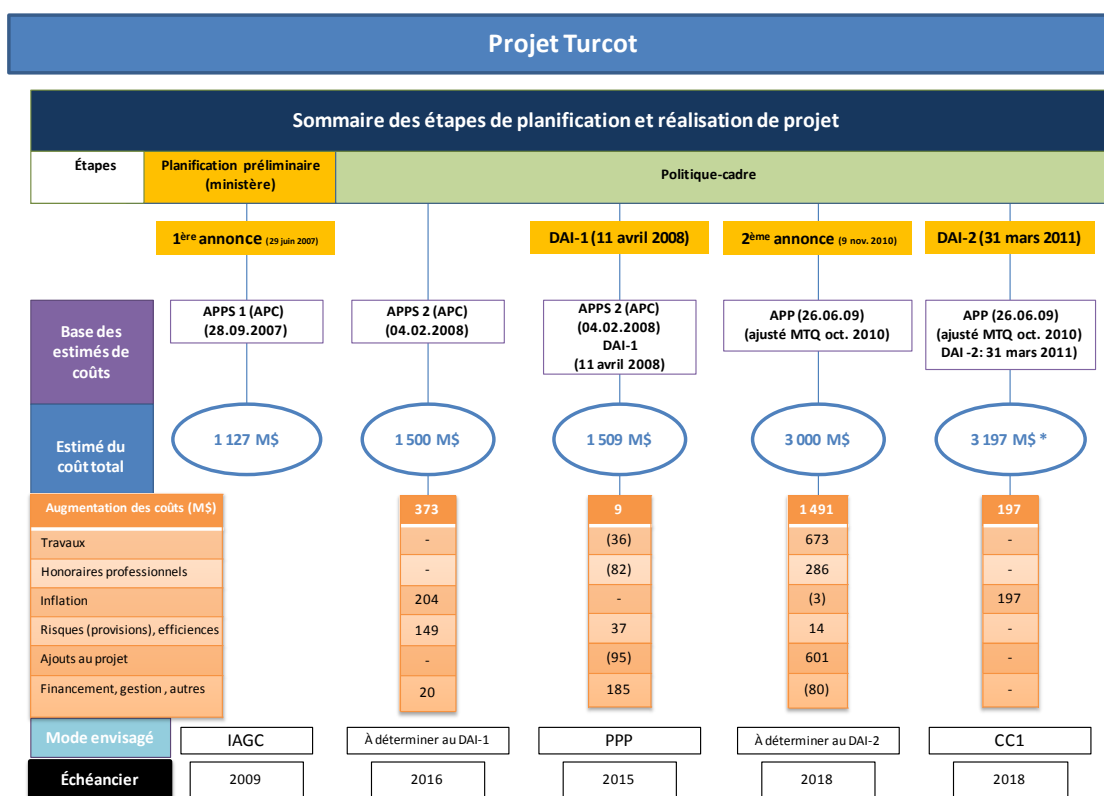 Projet Turcot
Sommaire des étapes de planification et réalisation de projet
Étapes
Planification préliminaire
(ministère)
Politique-cadre
1ère annonce (29 juin 2007)
DAI-1 (11 avril 2008)
2ème annonce (9 nov. 2010)
DAI-2 (31 mars 2011)
Base des
estimés de
coûts
APPS 1 (APC)
(28.09.2007)
APPS 2 (APC)
(04.02.2008)
APPS 2 (APC)
(04.02.2008)
DAI-1
(11 avril 2008)
APP (26.06.09)
(ajusté MTQ oct. 2010)
APP (26.06.09)
(ajusté MTQ oct. 2010)
DAI -2: 31 mars 2011)
Estimé du
coût total
1 127 M$
1 500 M$
1 509 M$
3 000 M$
3 197 M$ *
Augmentation des coûts (M$) 373 9 1 491 197
Travaux - (36) 673 -
Honoraires professionnels - (82) 286 -
Inflation 204 - (3) 197
Risques (provisions), efficiences 149 37 14 -
Ajouts au projet - (95) 601 -
Financement, gestion , autres 20 185 (80) -
Mode envisagé IAGC À déterminer au DAI-1 PPP À déterminer au DAI-2 CC1
Échéancier 2009 2016 2015 2018 2018